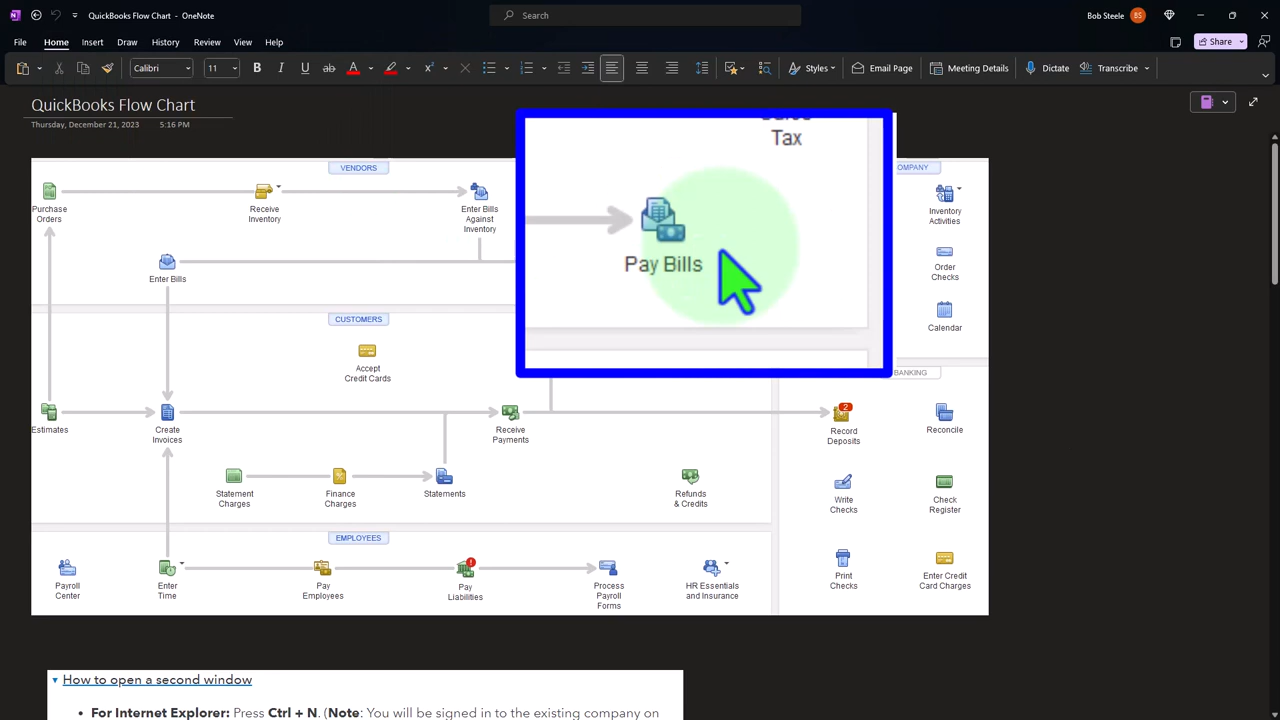 QuickBooks Flow Chart - OneNote
Search
Bob Steele
BS
File
Home
Insert
Draw
History
Review
View
Help
Share
Calibri
11
B
I
U
ab
A
Styles
Email Page
Meeting Details
Dictate
Transcribe
QuickBooks Flow Chart
Thursday, December 21, 2023
5:16 PM
VENDORS
Purchase
Orders
Receive
Inventory
Enter Bills
Against
Inventory
Enter Bills
Tax
Pay Bills
Inventory
Activities
Order
Checks
Calendar
CUSTOMERS
Accept
Credit Cards
Estimates
Create
Invoices
Receive
Payments
Statement
Charges
Finance
Charges
Statements
Refunds
& Credits
BANKING
2
Record
Deposits
Reconcile
Write
Checks
Check
Register
Print
Checks
Enter Credit
Card Charges
EMPLOYEES
Payroll
Center
Enter
Time
Pay
Employees
Pay
Liabilities
Process
Payroll
Forms
HR Essentials
and Insurance
How to open a second window
• For Internet Explorer: Press Ctrl + N. (Note: You will be signed in to the existing company on